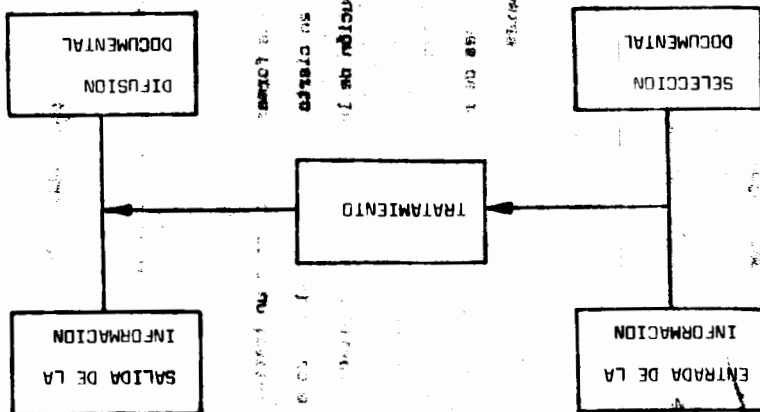 ENTRADA DE LA
INFORMACION
SALIDA DE LA
INFORMACION
TRATAMIENTO
SELECCION
DOCUMENTAL
DIFUSION
DOCUMENTAL